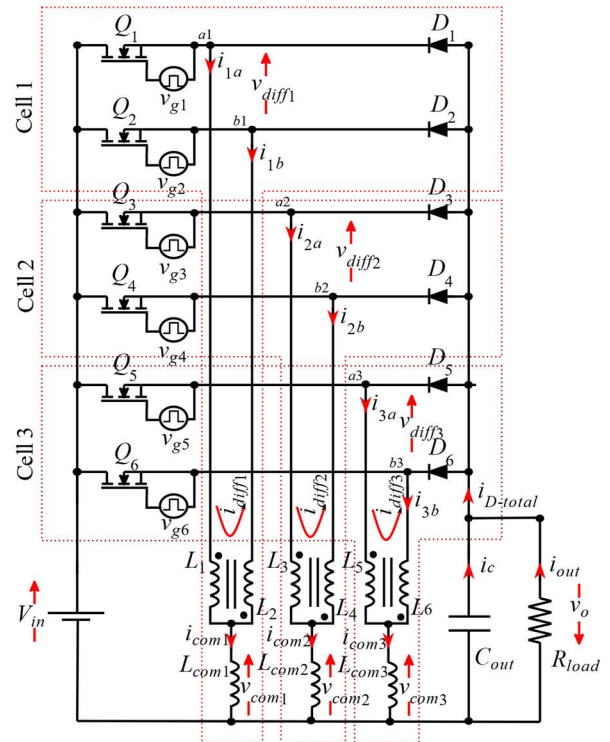 Cell 1
Q1
vg1
a1
i1a
vdiff1
D1
Q2
vg2
b1
i1b
D2
Cell 2
Q3
vg3
a2
i2a
vdiff2
D3
Q4
vg4
b2
i2b
D4
Cell 3
Q5
vg5
a3
i3a
vdiff3
D5
Q6
vg6
b3
i3b
D6
idiff1
idiff2
idiff3
iD-total
L1
L2
L3
L4
L5
L6
ic
iout
Vin
icom1
icom2
icom3
Lcom1
Lcom2
Lcom3
vcom1
vcom2
vcom3
Cout
Rload
vo